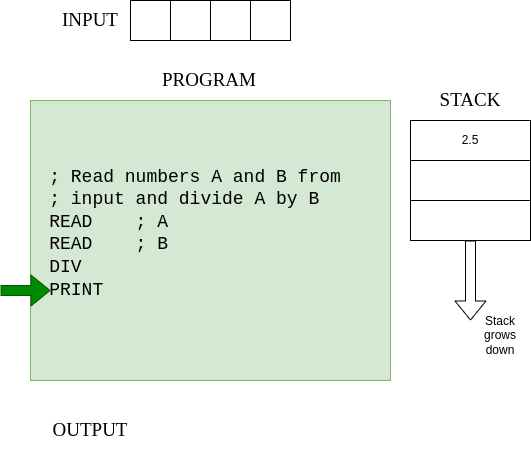 INPUT
PROGRAM
STACK
2.5
; Read numbers A and B from
; input and divide A by B
READ    ; A
READ    ; B
DIV
PRINT
Stack
grows
down
OUTPUT